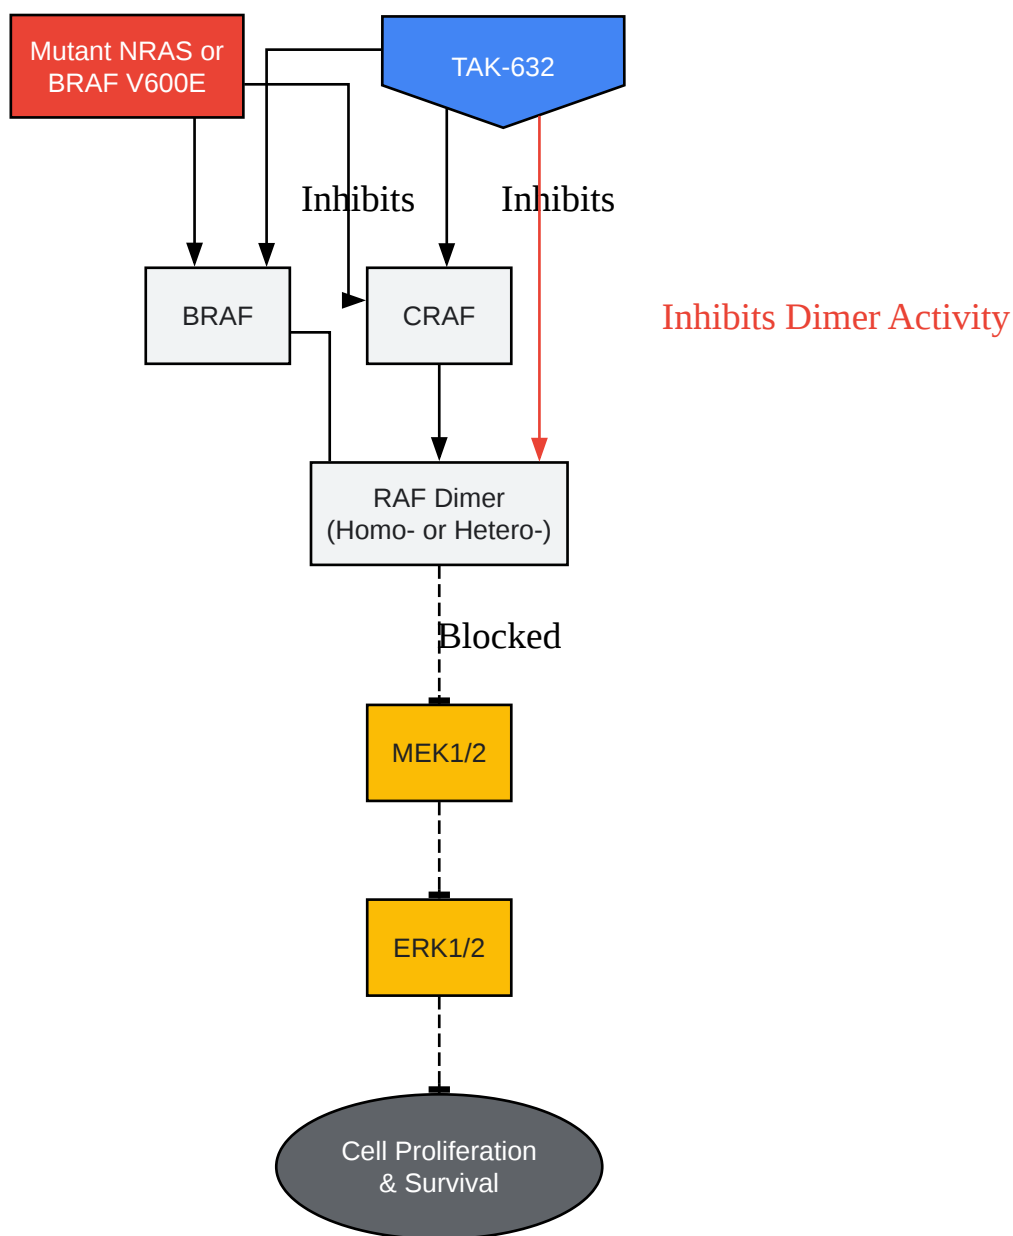 Mutant NRAS or
BRAF V600E
TAK-632
Inhibits
Inhibits
BRAF
CRAF
Inhibits Dimer Activity
RAF Dimer
(Homo- or Hetero-)
Blocked
MEK1/2
ERK1/2
Cell Proliferation
& Survival